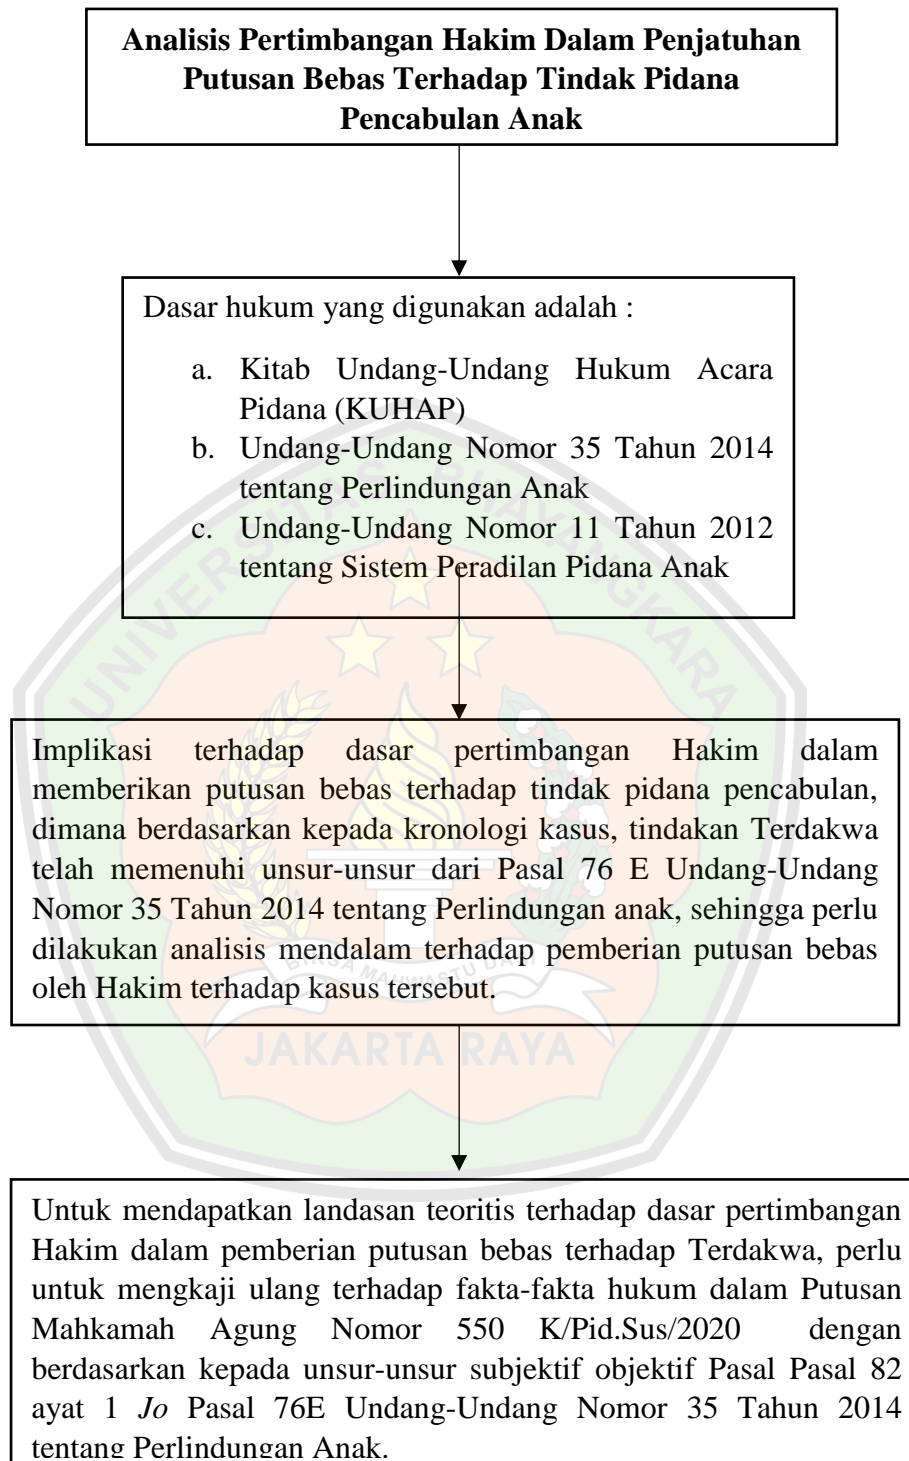 Analisis Pertimbangan Hakim Dalam Penjatuhan
Putusan Bebas Terhadap Tindak Pidana
Pencabulan Anak
Dasar hukum yang digunakan adalah :
a. Kitab Undang-Undang Hukum Acara
Pidana (KUHAP)
b. Undang-Undang Nomor 35 Tahun 2014
tentang Perlindungan Anak
c. Undang-Undang Nomor 11 Tahun 2012
tentang Sistem Peradilan Pidana Anak
UNIVERSITAS BHAYANGKARA
Implikasi terhadap dasar pertimbangan Hakim dalam
memberikan putusan bebas terhadap tindak pidana pencabulan,
dimana berdasarkan kepada kronologi kasus, tindakan Terdakwa
telah memenuhi unsur-unsur dari Pasal 76 E Undang-Undang
Nomor 35 Tahun 2014 tentang Perlindungan anak, sehingga perlu
dilakukan analisis mendalam terhadap pemberian putusan bebas
oleh Hakim terhadap kasus tersebut.
JAKARTA RAYA
Untuk mendapatkan landasan teoritis terhadap dasar pertimbangan
Hakim dalam pemberian putusan bebas terhadap Terdakwa, perlu
untuk mengkaji ulang terhadap fakta-fakta hukum dalam Putusan
Mahkamah Agung Nomor 550 K/Pid.Sus/2020 dengan
berdasarkan kepada unsur-unsur subjektif objektif Pasal Pasal 82
ayat 1 Jo Pasal 76E Undang-Undang Nomor 35 Tahun 2014
tentang Perlindungan Anak.